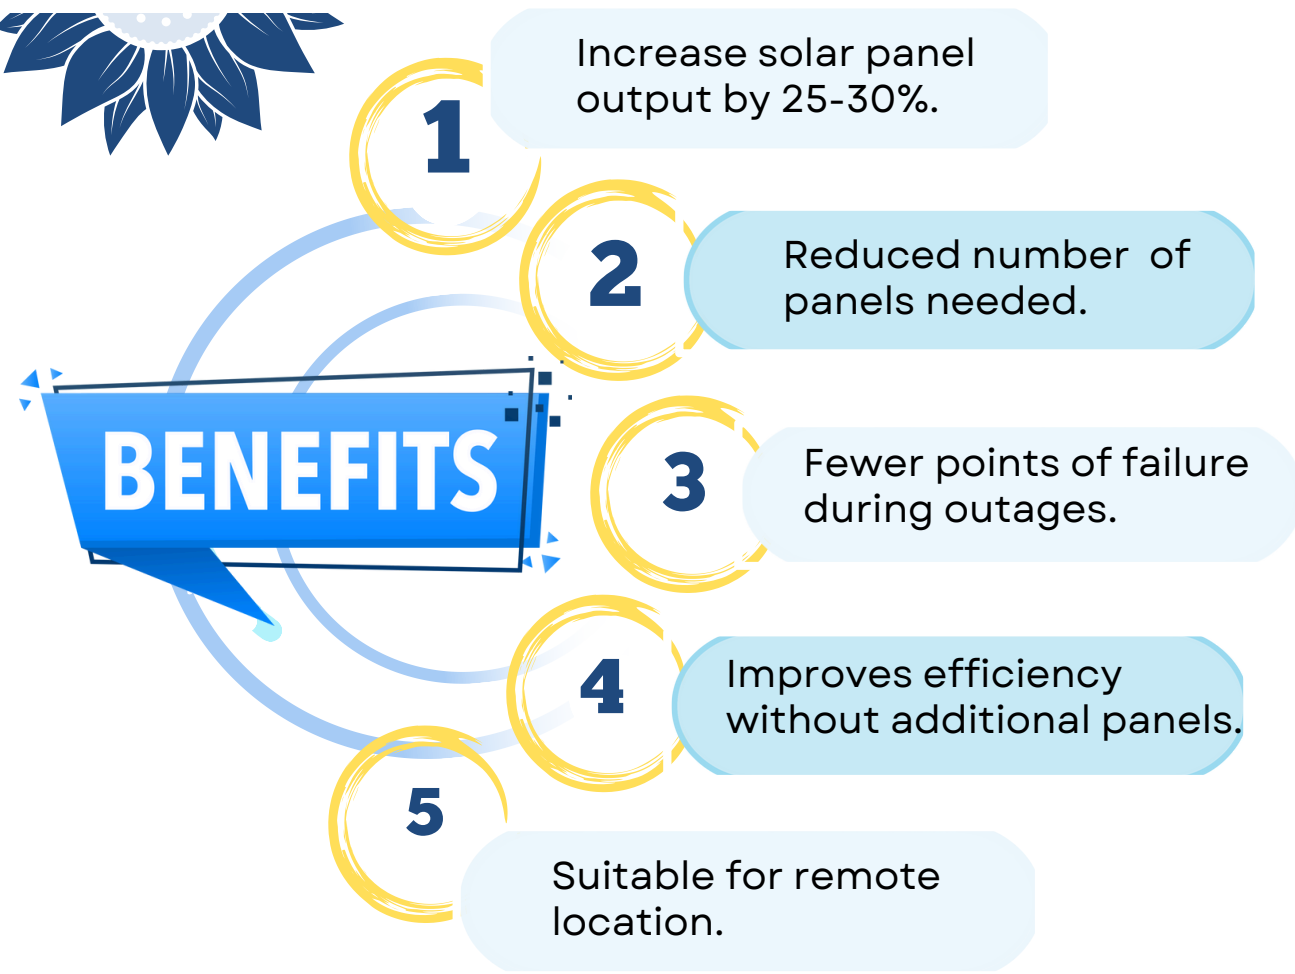 1
Increase solar panel
output by 25-30%.
2
Reduced number of
panels needed.
BENEFITS
3
Fewer points of failure
during outages.
4
Improves efficiency
without additional panels.
5
Suitable for remote
location.